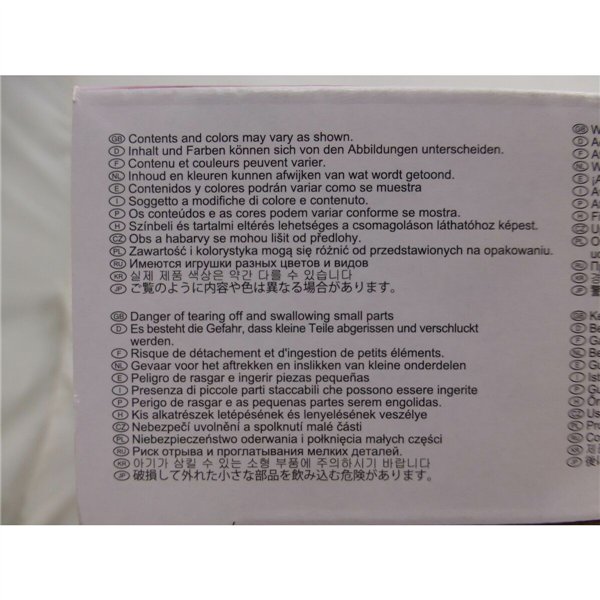 GB Contents and colors may vary as shown.
D Inhalt und Farben können sich von den Abbildungen unterscheiden.
F Contenu et couleurs peuvent varier.
NL Inhoud en kleuren kunnen afwijken van wat wordt getoond.
E Contenidos y colores podrán variar como se muestra
I Soggetto a modifiche di colore e contenuto.
P Os conteúdos e as cores podem variar conforme se mostra.
H Színbeli és tartalmi eltérés lehetséges a csomagoláson láthatóhoz képest.
CZ Obs a habarvy se mohou lišit od předlohy.
PL Zawartość i kolorystyka mogą się różnić od przedstawionych na opakowaniu.
RU Имеются игрушки разных цветов и видов
KR 실제 제품 색상은 약간 다를 수 있습니다
JP ご覧のように内容や色は異なる場合があります。
GB Danger of tearing off and swallowing small parts
D Es besteht die Gefahr, dass kleine Teile abgerissen und verschluckt
werden.
F Risque de détachement et d'ingestion de petits éléments.
NL Gevaar voor het aftrekken en inslikken van kleine onderdelen
E Peligro de rasgar e ingerir piezas pequeñas
I Presenza di piccole parti staccabili che possono essere ingerite
P Perigo de rasgar e as pequenas partes serem engolidas.
H Kis alkatrészek letépésének és lenyelésének veszélye
CZ Nebezpečí uvolnění a spolknutí malé části
PL Niebezpieczeństwo oderwania i połknięcia małych części
RU Риск отрыва и проглатывания мелких деталей.
KR 아기가 삼킬 수 있는 소형 부품에 주의하시기 바랍니다
JP 破損して外れた小さな部品を飲み込む危険があります。